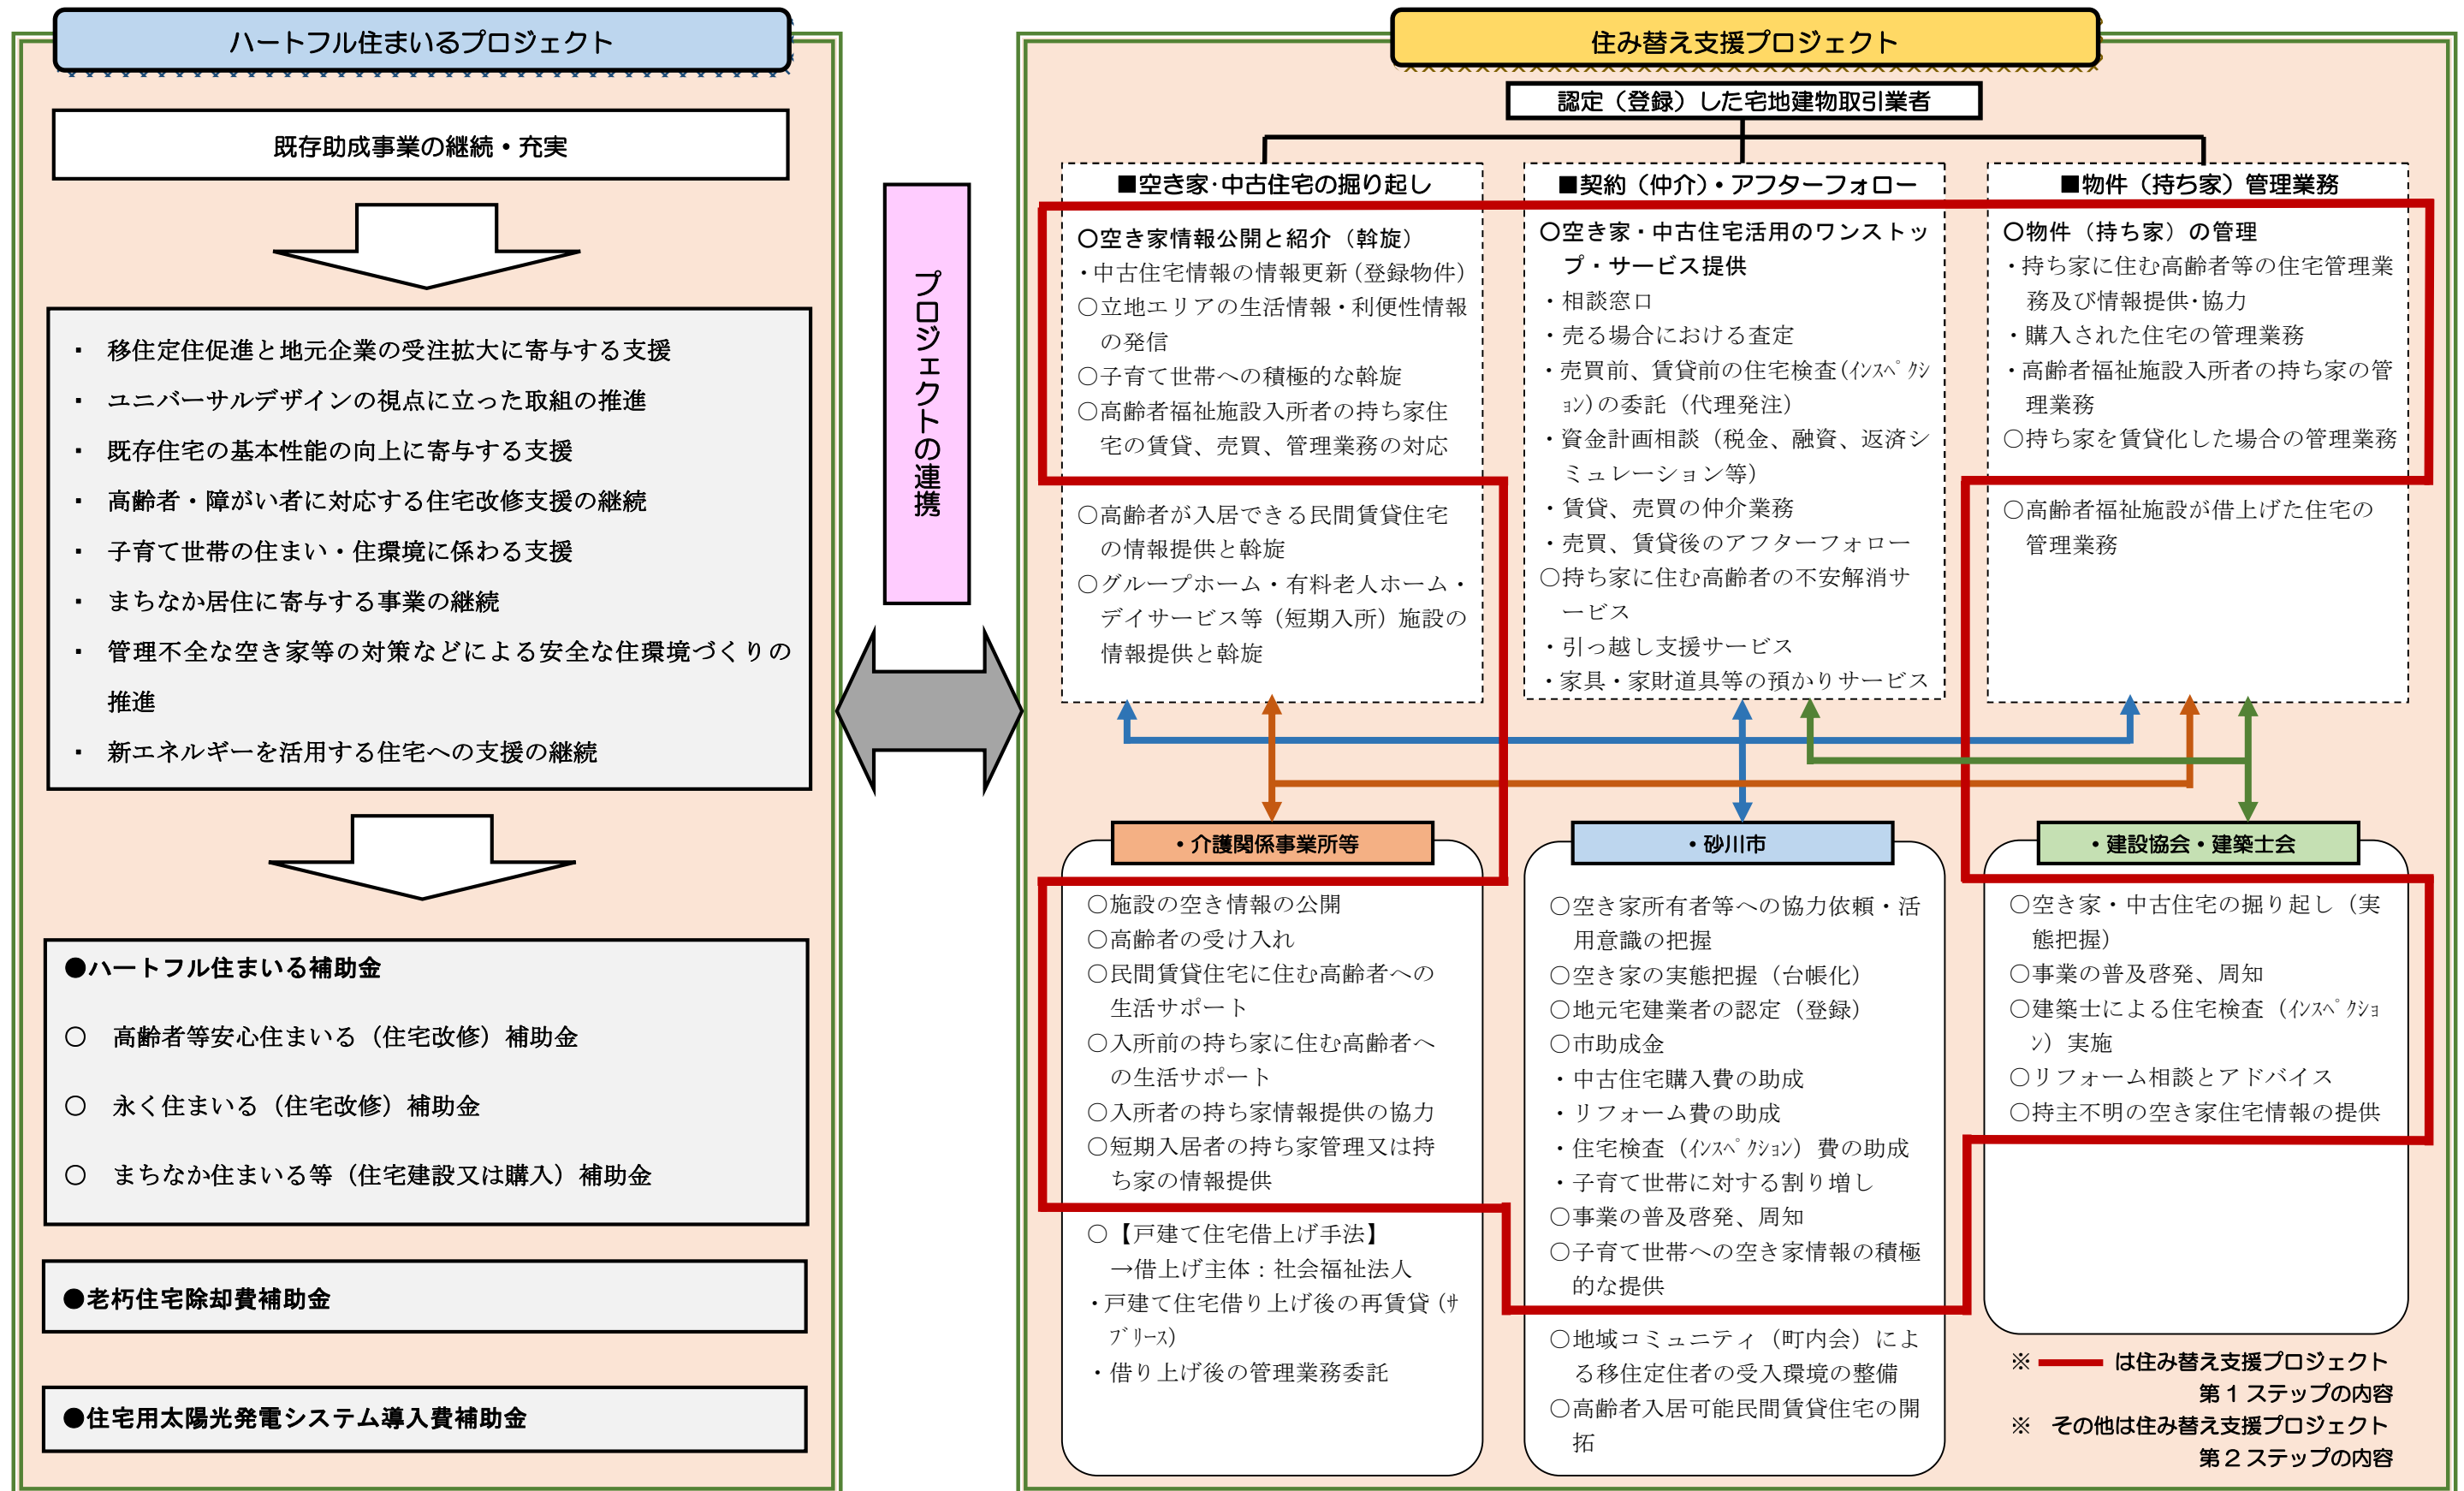 ハートフル住まいるプロジェクト
既存助成事業の継続・充実
・ 移住定住促進と地元企業の受注拡大に寄与する支援
・ ユニバーサルデザインの視点に立った取組の推進
・ 既存住宅の基本性能の向上に寄与する支援
・ 高齢者・障がい者に対応する住宅改修支援の継続
・ 子育て世帯の住まい・住環境に係わる支援
・ まちなか居住に寄与する事業の継続
・ 管理不全な空き家等の対策などによる安全な住環境づくりの
推進
・ 新エネルギーを活用する住宅への支援の継続
●ハートフル住まいる補助金
○ 高齢者等安心住まいる（住宅改修）補助金
○ 永く住まいる（住宅改修）補助金
○ まちなか住まいる等（住宅建設又は購入）補助金
●老朽住宅除却費補助金
●住宅用太陽光発電システム導入費補助金
プロジェクトの連携
住み替え支援プロジェクト
認定（登録）した宅地建物取引業者
■空き家･中古住宅の掘り起し
○空き家情報公開と紹介（斡旋）
・中古住宅情報の情報更新（登録物件）
○立地エリアの生活情報・利便性情報
の発信
○子育て世帯への積極的な斡旋
○高齢者福祉施設入所者の持ち家住
宅の賃貸、売買、管理業務の対応
○高齢者が入居できる民間賃貸住宅
の情報提供と斡旋
○グループホーム・有料老人ホーム・
デイサービス等（短期入所）施設の
情報提供と斡旋
■契約（仲介）・アフターフォロー
○空き家・中古住宅活用のワンストッ
プ・サービス提供
・相談窓口
・売る場合における査定
・売買前、賃貸前の住宅検査(ｲﾝｽﾍﾟｸｼ
ｮﾝ)の委託（代理発注）
・資金計画相談（税金、融資、返済シ
ミュレーション等）
・賃貸、売買の仲介業務
・売買、賃貸後のアフターフォロー
○持ち家に住む高齢者の不安解消サ
ービス
・引っ越し支援サービス
・家具・家財道具等の預かりサービス
■物件（持ち家）管理業務
○物件（持ち家）の管理
・持ち家に住む高齢者等の住宅管理業
務及び情報提供･協力
・購入された住宅の管理業務
・高齢者福祉施設入所者の持ち家の管
理業務
○持ち家を賃貸化した場合の管理業務
○高齢者福祉施設が借上げた住宅の
管理業務
・介護関係事業所等
○施設の空き情報の公開
○高齢者の受け入れ
○民間賃貸住宅に住む高齢者への
生活サポート
○入所前の持ち家に住む高齢者へ
の生活サポート
○入所者の持ち家情報提供の協力
○短期入居者の持ち家管理又は持
ち家の情報提供
○【戸建て住宅借上げ手法】
→借上げ主体：社会福祉法人
・戸建て住宅借り上げ後の再賃貸（ｻ
ﾌﾞﾘｰｽ）
・借り上げ後の管理業務委託
・砂川市
○空き家所有者等への協力依頼・活
用意識の把握
○空き家の実態把握（台帳化）
○地元宅建業者の認定（登録）
○市助成金
・中古住宅購入費の助成
・リフォーム費の助成
・住宅検査（ｲﾝｽﾍﾟｸｼｮﾝ）費の助成
・子育て世帯に対する割り増し
○事業の普及啓発、周知
○子育て世帯への空き家情報の積極
的な提供
○地域コミュニティ（町内会）によ
る移住定住者の受入環境の整備
○高齢者入居可能民間賃貸住宅の開
拓
・建設協会・建築士会
○空き家・中古住宅の掘り起し（実
態把握）
○事業の普及啓発、周知
○建築士による住宅検査（ｲﾝｽﾍﾟｸｼｮ
ﾝ）実施
○リフォーム相談とアドバイス
○持主不明の空き家住宅情報の提供
※ は住み替え支援プロジェクト
第１ステップの内容
※ その他は住み替え支援プロジェクト
第２ステップの内容